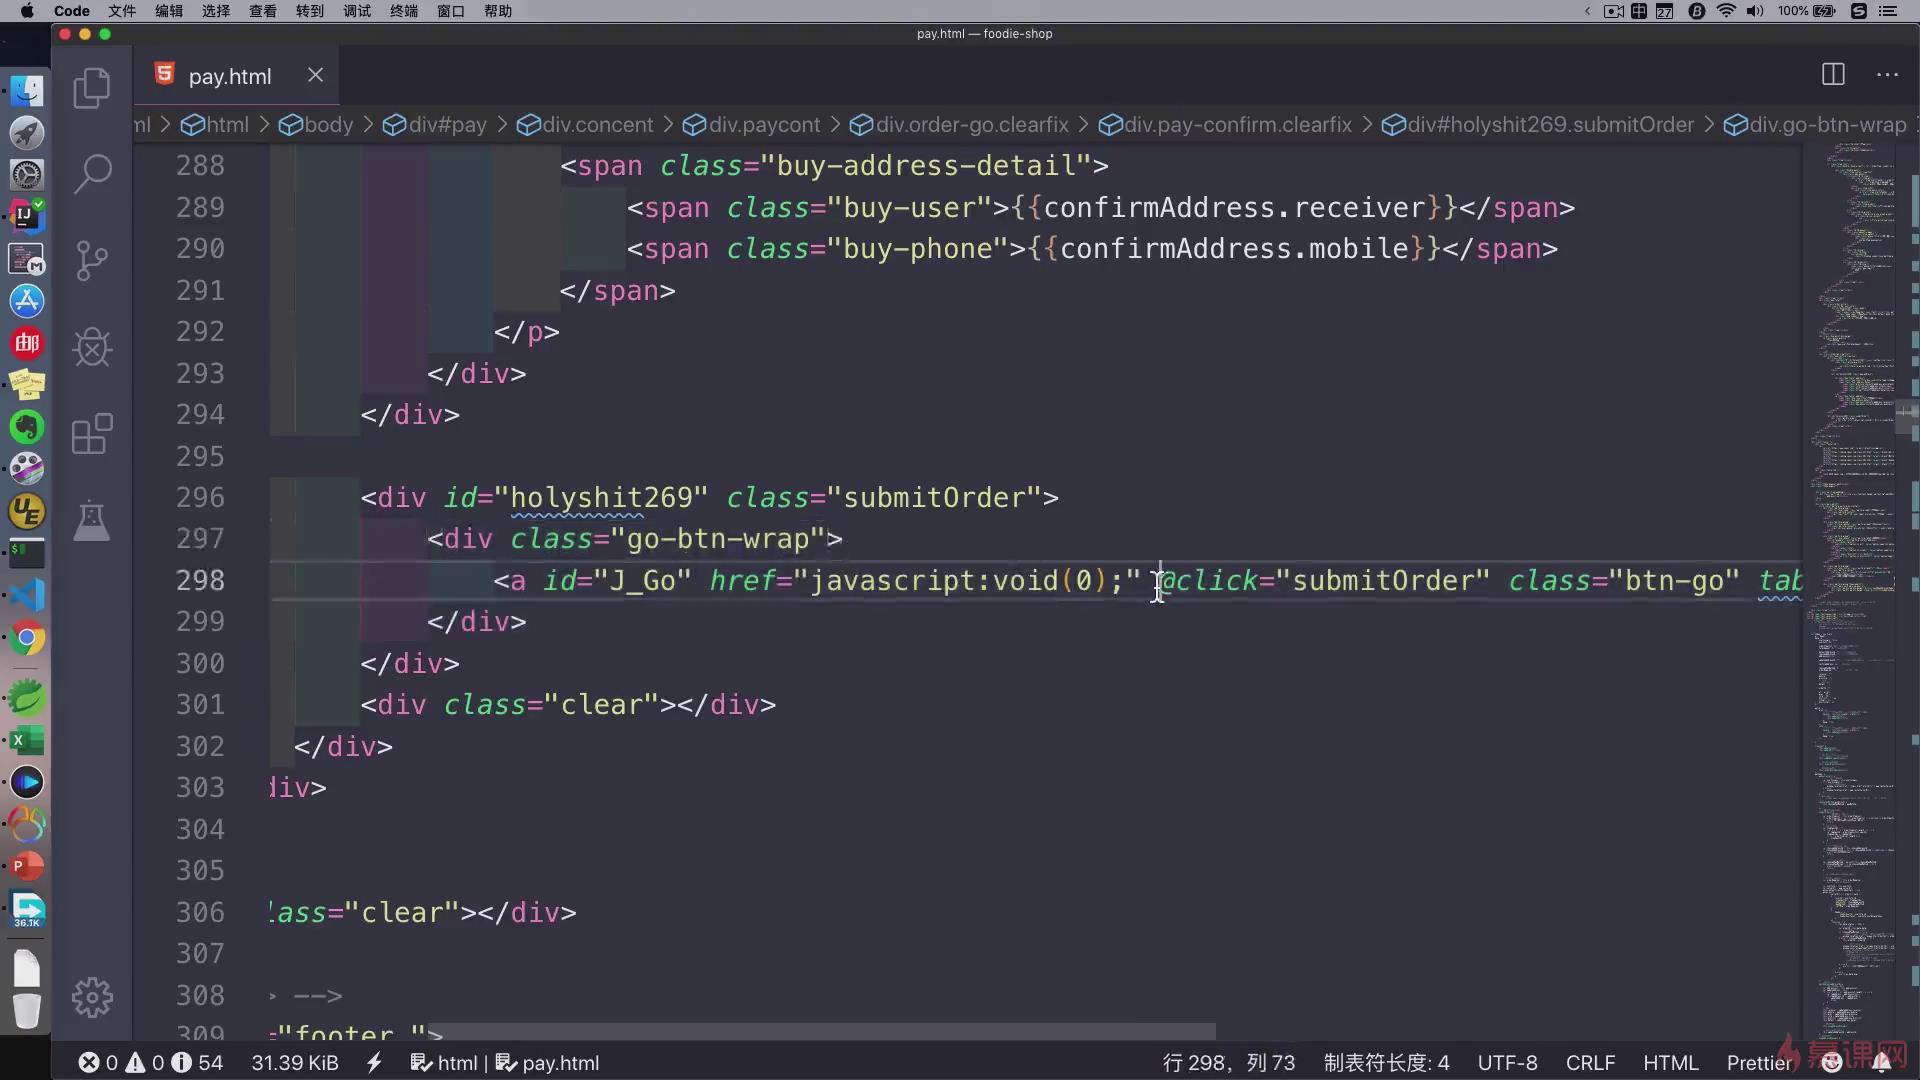 Code 文件 编辑 选择 查看 转到 调试 终端 窗口 帮助 中 27 100%
pay.html — foodie-shop
pay.html
ml > html > body > div#pay > div.concent > div.paycont > div.order-go.clearfix > div.pay-confirm.clearfix > div#holyshit269.submitOrder > div.go-btn-wrap
288 <span class="buy-address-detail">
289 <span class="buy-user">{{confirmAddress.receiver}}</span>
290 <span class="buy-phone">{{confirmAddress.mobile}}</span>
291 </span>
292 </p>
293 </div>
294 </div>
295
296 <div id="holyshit269" class="submitOrder">
297 <div class="go-btn-wrap">
298 <a id="J_Go" href="javascript:void(0);" @click="submitOrder" class="btn-go" tab
299 </div>
300 </div>
301 <div class="clear"></div>
302 </div>
303 div>
304
305
306 lass="clear"></div>
307
308 > -->
309 ="footer ">
0 0 54 31.39 KiB html | pay.html 行 298，列 73 制表符长度: 4 UTF-8 CRLF HTML Prettier
慕课网
IJ
M
邮
UE
$
X
P
36.1K